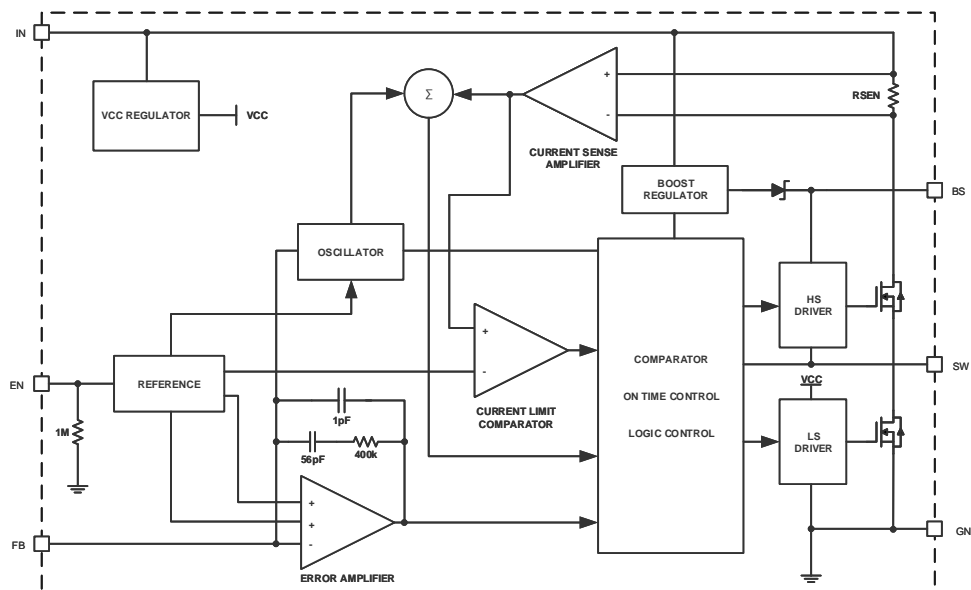 IN
VCC REGULATOR
VCC
Σ
+
-
CURRENT SENSE
AMPLIFIER
RSEN
BOOST
REGULATOR
BS
OSCILLATOR
HS
DRIVER
+
-
CURRENT LIMIT
COMPARATOR
COMPARATOR
ON TIME CONTROL
LOGIC CONTROL
SW
VCC
LS
DRIVER
EN
REFERENCE
1M
1pF
56pF
400k
+
+
-
ERROR AMPLIFIER
FB
GN